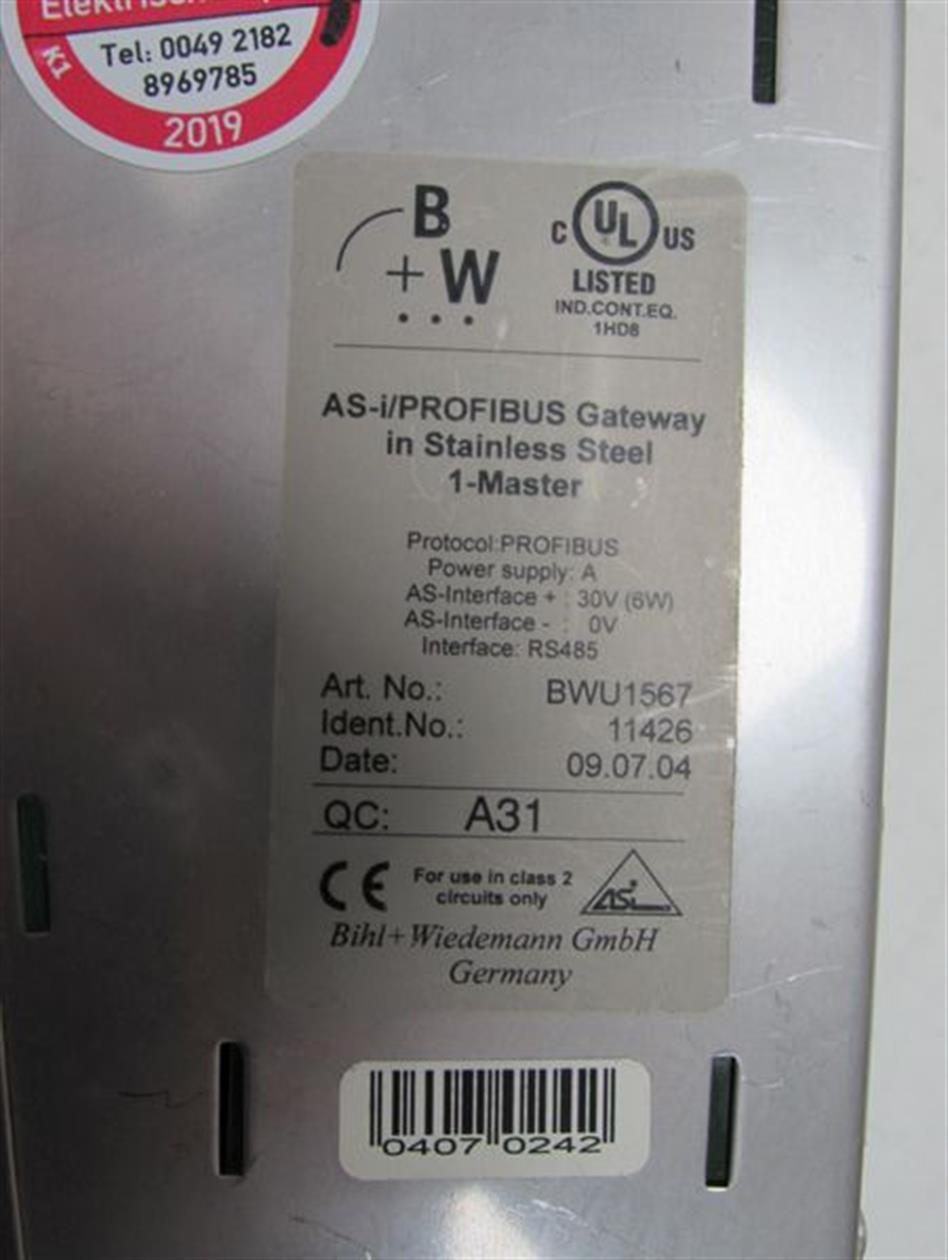 Tel: 0049 2182
8969785
K1
2019
B
+W
C UL US
LISTED
IND.CONT.EQ.
1HD8
AS-i/PROFIBUS Gateway
in Stainless Steel
1-Master
Protocol:PROFIBUS
Power supply: A
AS-Interface + : 30V (6W)
AS-Interface - : 0V
Interface: RS485
Art. No.: BWU1567
Ident.No.: 11426
Date: 09.07.04
QC: A31
CE For use in class 2
circuits only
ASi
Bihl+Wiedemann GmbH
Germany
0407 0242